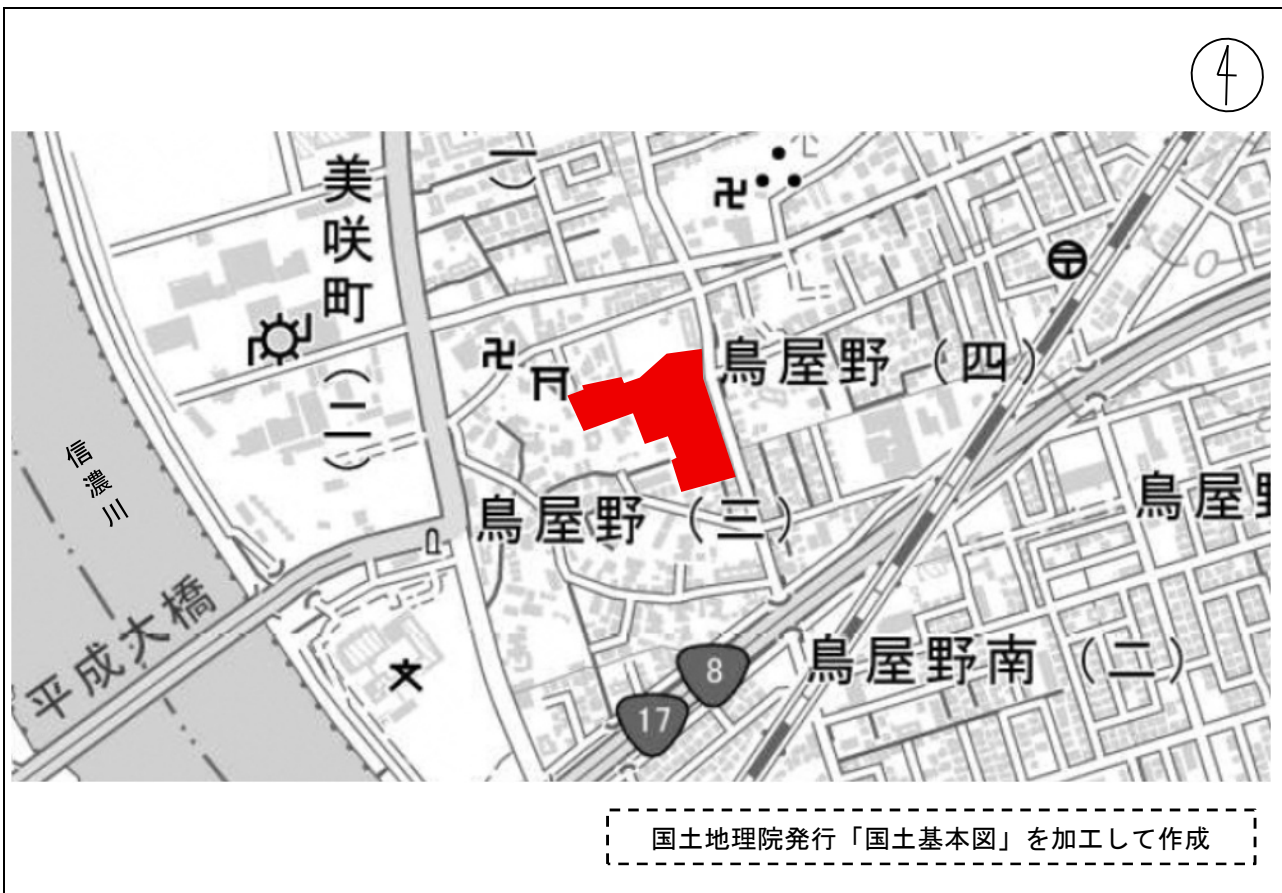 美咲町（二）
（一）
鳥屋野（四）
信濃川
鳥屋野（三）
鳥屋野
平成大橋
8
17
鳥屋野南（二）
国土地理院発行「国土基本図」を加工して作成